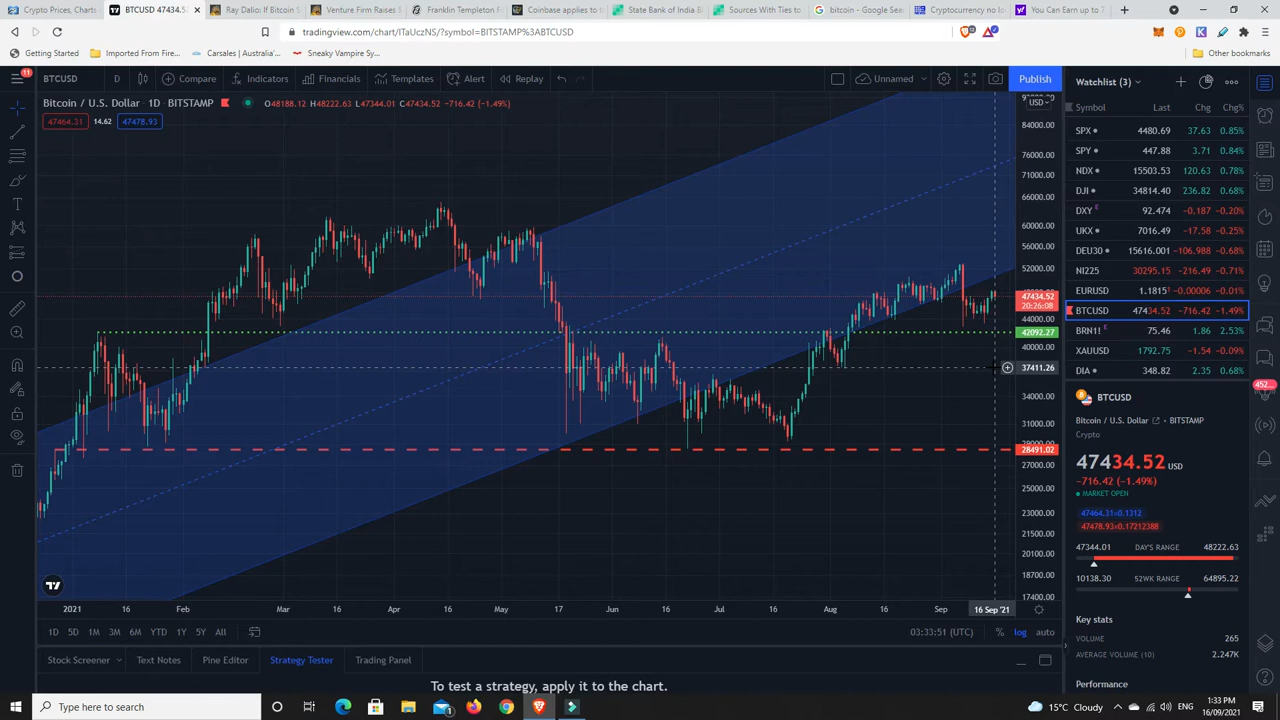 Crypto Prices, Charts
BTCUSD 47434.5
Ray Dalio: If Bitcoin S
Venture Firm Raises S
Franklin Templeton F
Coinbase applies to t
State Bank of India B
Sources With Ties to
bitcoin - Google Sea
Cryptocurrency no lo
You Can Earn up to 7
tradingview.com/chart/ITaUczNS/?symbol=BITSTAMP%3ABTCUSD
Getting Started
Imported From Fire...
Carsales | Australia'...
Sneaky Vampire Sy...
Other bookmarks
11
BTCUSD
D
Compare
Indicators
Financials
Templates
Alert
Replay
Unnamed
Publish
Watchlist (3)
Bitcoin / U.S. Dollar · 1D · BITSTAMP
O48188.12 H48222.63 L47344.01 C47434.52 -716.42 (-1.49%)
47464.31 14.62 47478.93
USD
84000.00
76000.00
71000.00
66000.00
60000.00
56000.00
52000.00
47434.52
20:26:08
44000.00
42092.27
40000.00
37411.26
34000.00
31000.00
28491.02
27000.00
25000.00
23000.00
21500.00
20100.00
18700.00
17400.00
2021 16 Feb Mar 16 Apr 16 May 17 Jun 16 Jul 16 Aug 16 Sep 16 Sep '21
Symbol Last Chg Chg%
SPX 4480.69 37.63 0.85%
SPY 447.88 3.71 0.84%
NDX 15503.53 120.63 0.78%
DJI 34814.40 236.82 0.68%
DXY E 92.474 -0.187 -0.20%
UKX 7016.49 -17.58 -0.25%
DEU30 15616.001 -106.988 -0.68%
NI225 30295.15 -216.49 -0.71%
EURUSD 1.18151 -0.00006 -0.01%
BTCUSD 47434.52 -716.42 -1.49%
BRN1! E 75.46 1.86 2.53%
XAUUSD 1792.75 -1.54 -0.09%
DIA 348.82 2.35 0.68%
452
BTCUSD
Bitcoin / U.S. Dollar
BITSTAMP
Crypto
47434.52 USD
-716.42 (-1.49%)
MARKET OPEN
47464.31×0.1312
47478.93×0.17212388
47344.01 DAY'S RANGE 48222.63
10138.30 52WK RANGE 64895.22
Key stats
VOLUME 265
AVERAGE VOLUME (10) 2.247K
Performance
1D 5D 1M 3M 6M YTD 1Y 5Y All
03:33:51 (UTC)
% log auto
Stock Screener
Text Notes
Pine Editor
Strategy Tester
Trading Panel
To test a strategy, apply it to the chart.
Type here to search
15°C Cloudy
ENG
1:33 PM
16/09/2021